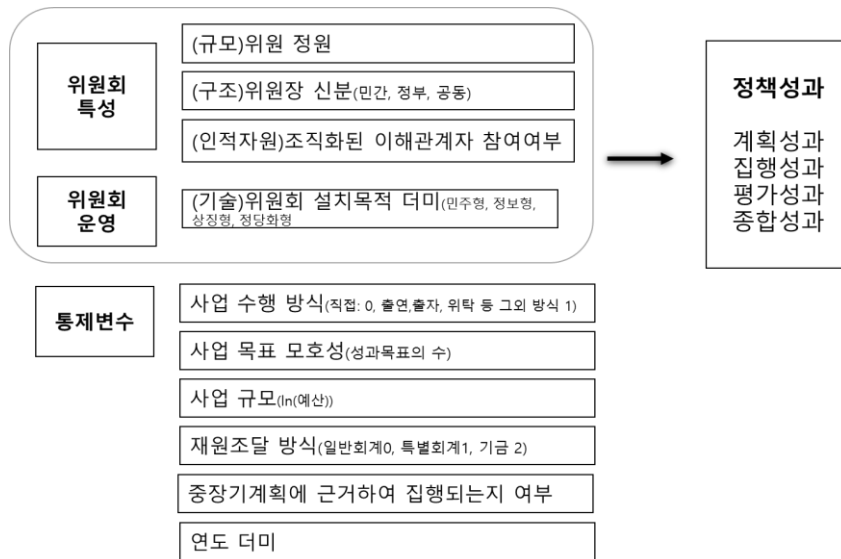 위원회
특성
(규모)위원 정원
(구조)위원장 신분(민간, 정부, 공동)
(인적자원)조직화된 이해관계자 참여여부
위원회
운영
(기술)위원회 설치목적 더미(민주형, 정보형,
상징형, 정당화형
정책성과
계획성과
집행성과
평가성과
종합성과
통제변수
사업 수행 방식(직접: 0, 출연,출자, 위탁 등 그외 방식 1)
사업 목표 모호성(성과목표의 수)
사업 규모(ln(예산))
재원조달 방식(일반회계0, 특별회계1, 기금 2)
중장기계획에 근거하여 집행되는지 여부
연도 더미